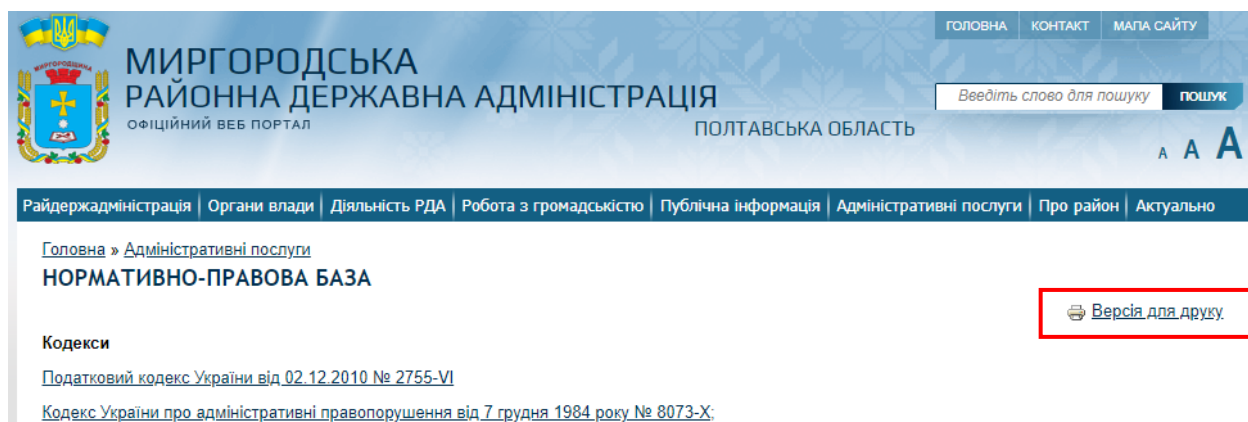 ГОЛОВНА КОНТАКТ МАПА САЙТУ
МИРГОРОДЩИНА
МИРГОРОДСЬКА
РАЙОННА ДЕРЖАВНА АДМІНІСТРАЦІЯ
ОФІЦІЙНИЙ ВЕБ ПОРТАЛ
ПОЛТАВСЬКА ОБЛАСТЬ
Введіть слово для пошуку ПОШУК
А А А
Райдержадміністрація Органи влади Діяльність РДА Робота з громадськістю Публічна інформація Адміністративні послуги Про район Актуально
Головна » Адміністративні послуги
НОРМАТИВНО-ПРАВОВА БАЗА
Версія для друку
Кодекси
Податковий кодекс України від 02.12.2010 № 2755-VI
Кодекс України про адміністративні правопорушення від 7 грудня 1984 року № 8073-X;